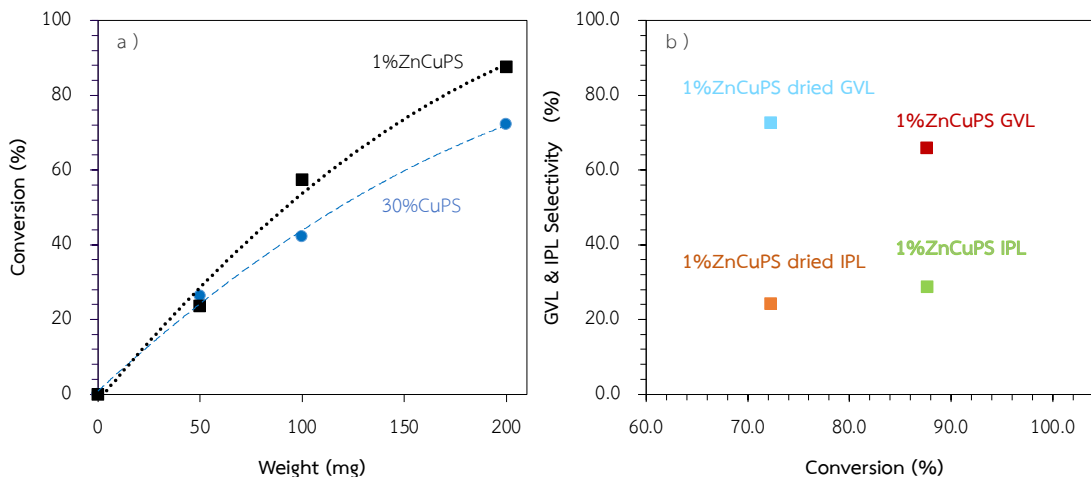 a )
1%ZnCuPS
30%CuPS
100
80
60
40
20
0
0
50
100
150
200
Conversion (%)
Weight (mg)
b )
1%ZnCuPS dried GVL
1%ZnCuPS GVL
1%ZnCuPS dried IPL
1%ZnCuPS IPL
100.0
80.0
60.0
40.0
20.0
0.0
60.0
70.0
80.0
90.0
100.0
GVL & IPL Selectivity (%)
Conversion (%)